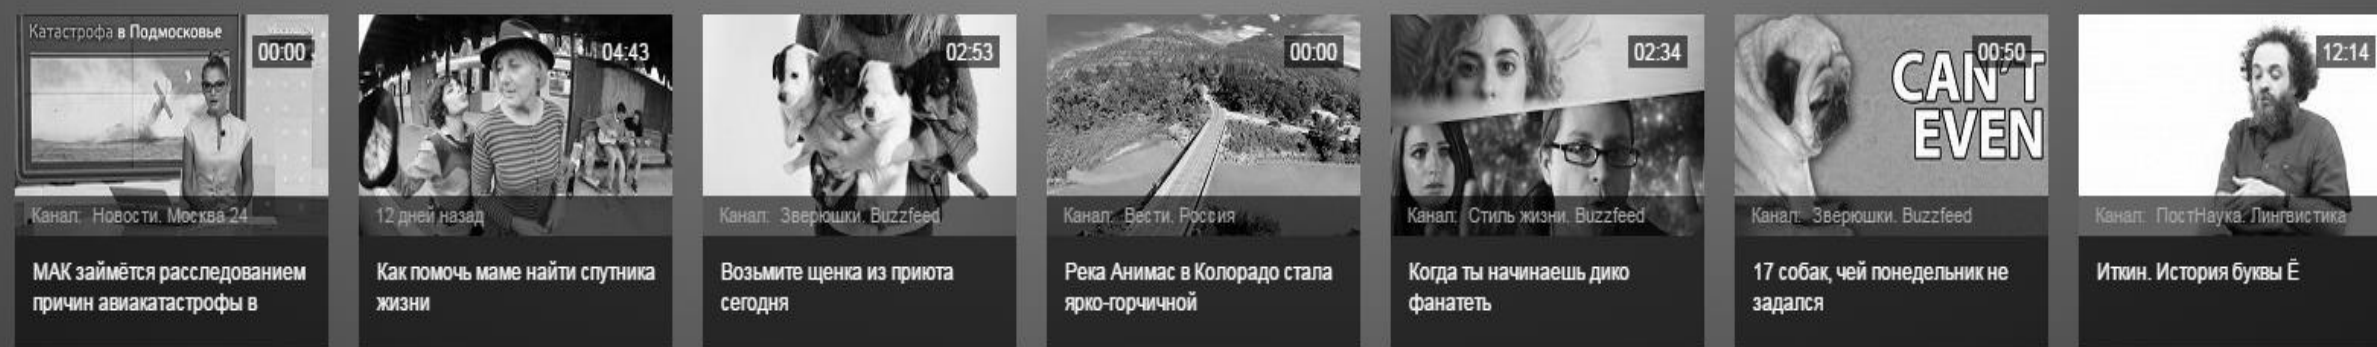 Катастрофа в Подмосковье
00:00
Канал: Новости. Москва 24
МАК займётся расследованием
причин авиакатастрофы в
04:43
12 дней назад
Как помочь маме найти спутника
жизни
02:53
Канал: Зверюшки. Buzzfeed
Возьмите щенка из приюта
сегодня
00:00
Канал: Вести. Россия
Река Анимас в Колорадо стала
ярко-горчичной
02:34
Канал: Стиль жизни. Buzzfeed
Когда ты начинаешь дико
фанатеть
00:50
CAN'T
EVEN
Канал: Зверюшки. Buzzfeed
17 собак, чей понедельник не
задался
12:14
Канал: ПостНаука. Лингвистика
Иткин. История буквы Ё